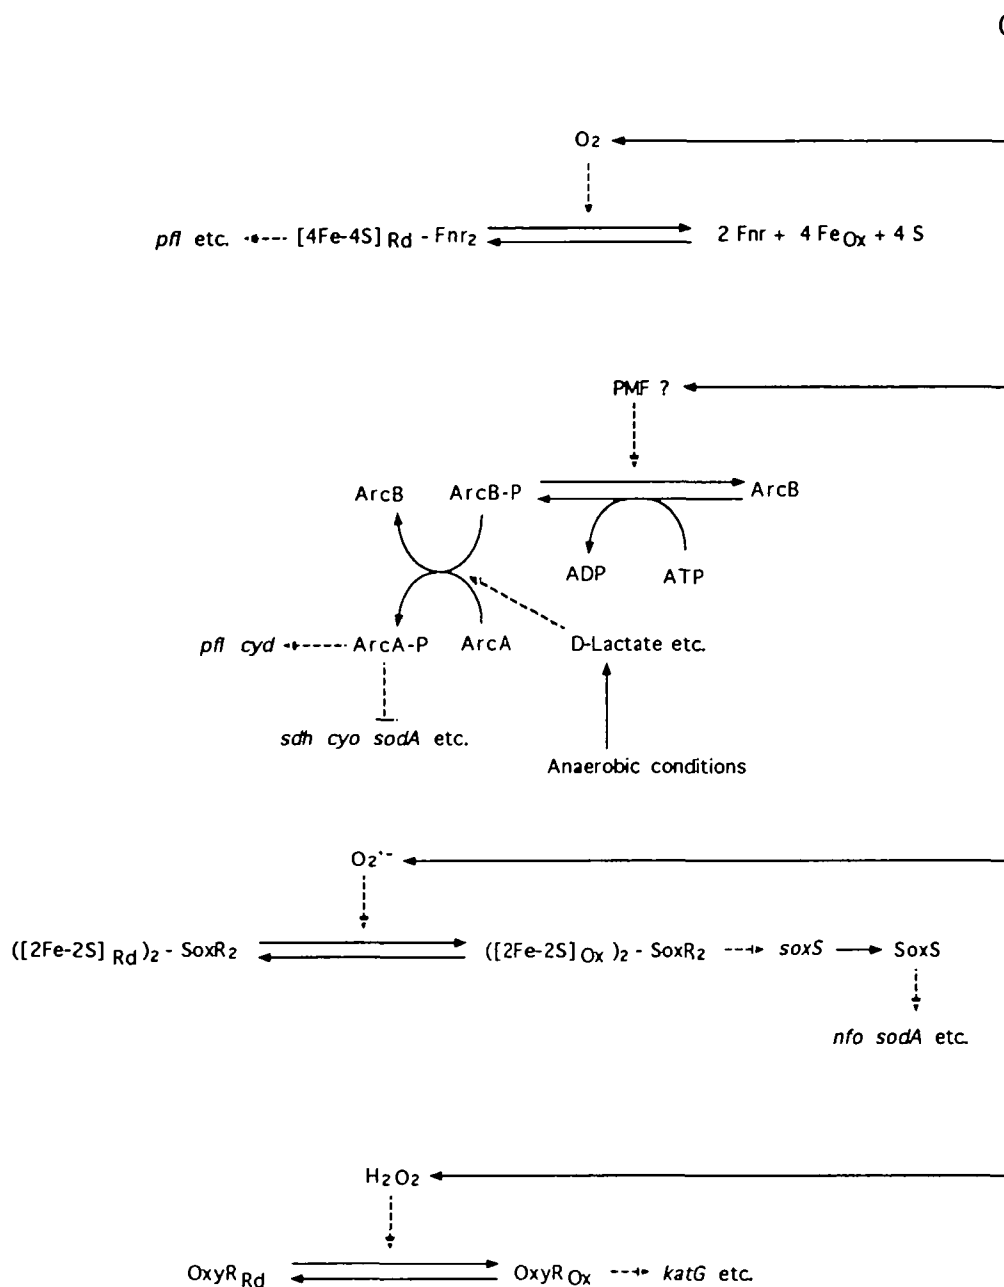 O2
pfl etc. [4Fe-4S] Rd - Fnr2 2 Fnr + 4 FeOx + 4 S
PMF ?
ArcB ArcB-P ArcB
ADP ATP
pfl cyd ArcA-P ArcA D-Lactate etc.
sdh cyo sodA etc.
Anaerobic conditions
O2·-
([2Fe-2S] Rd )2 - SoxR2 ([2Fe-2S] Ox )2 - SoxR2 soxS SoxS
nfo sodA etc.
H2O2
OxyR Rd OxyR Ox katG etc.